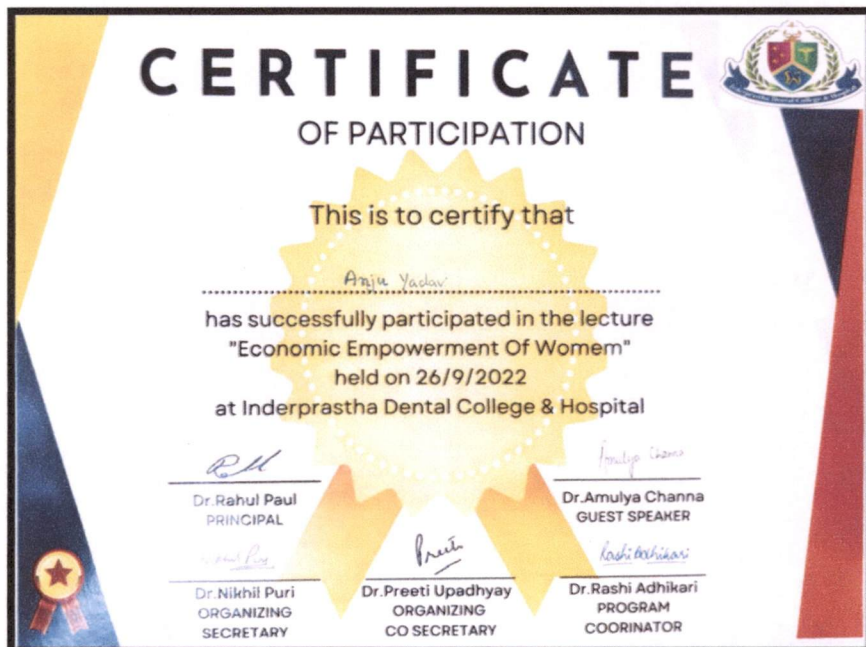 CERTIFICATE
OF PARTICIPATION
This is to certify that
Anju Yadav
has successfully participated in the lecture
"Economic Empowerment Of Womem"
held on 26/9/2022
at Inderprastha Dental College & Hospital
Dr.Rahul Paul
PRINCIPAL
Amulya Channa
Dr.Amulya Channa
GUEST SPEAKER
Nikhil Puri
Dr.Nikhil Puri
ORGANIZING
SECRETARY
Preeti
Dr.Preeti Upadhyay
ORGANIZING
CO SECRETARY
Rashi Adhikari
Dr.Rashi Adhikari
PROGRAM
COORINATOR